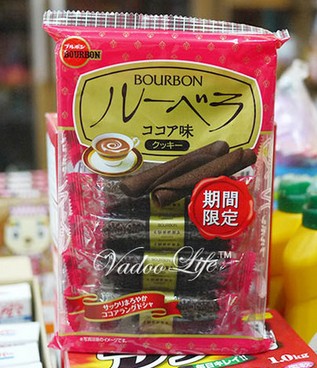 ブルボン
BOURBON
BOURBON
ルーベラ
ココア味
クッキー
期間
限定
Vadoo Life™
サックリまろやか
ココアラングドシャ